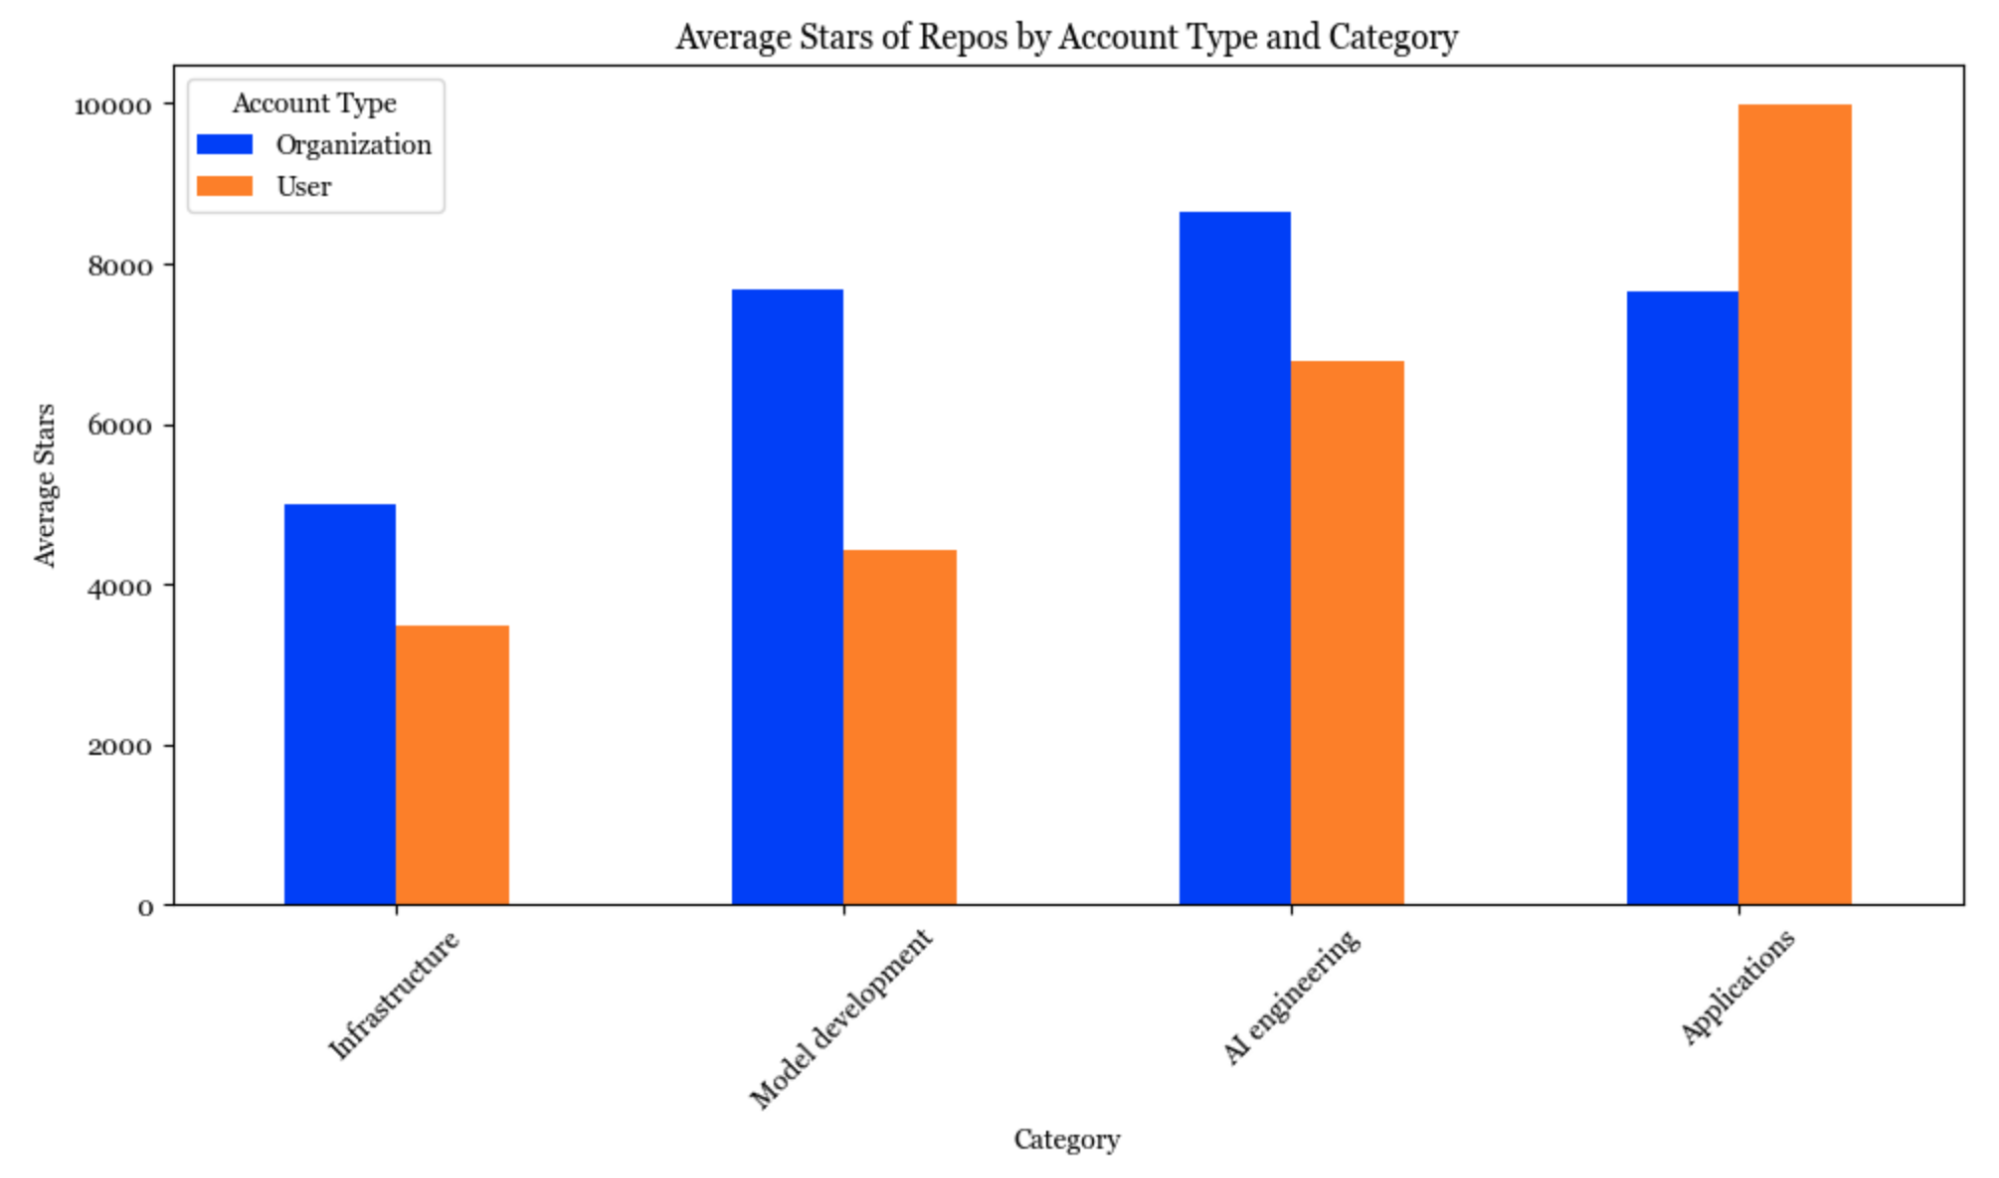 Average Stars of Repos by Account Type and Category
Account Type
Organization
User
10000
8000
6000
4000
2000
0
Average Stars
Infrastructure
Model development
AI engineering
Applications
Category